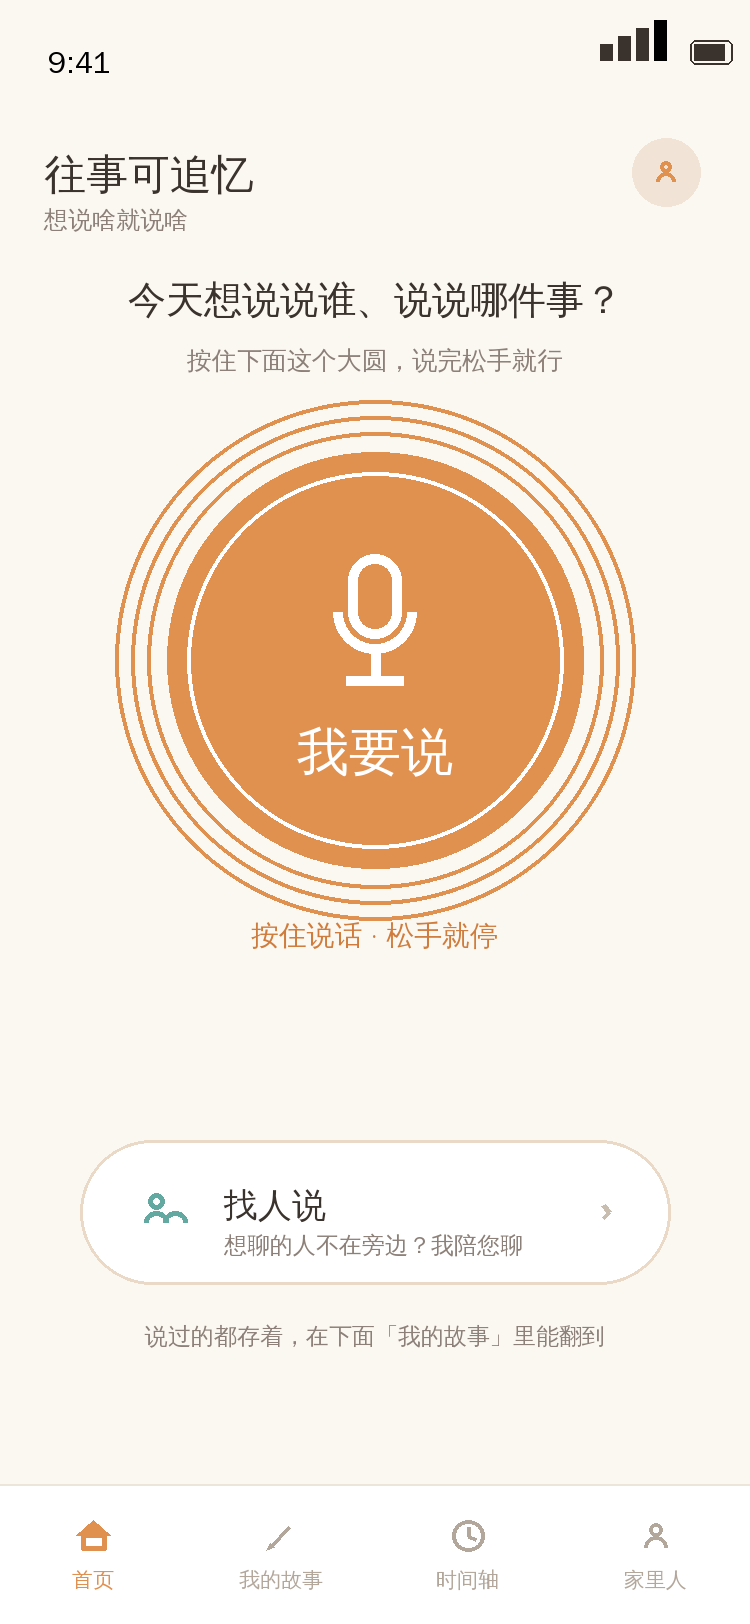 9:41
往事可追忆
想说啥就说啥
今天想说说谁、说说哪件事？
按住下面这个大圆，说完松手就行
我要说
按住说话 · 松手就停
找人说
想聊的人不在旁边？我陪您聊
说过的都存着，在下面「我的故事」里能翻到
首页
我的故事
时间轴
家里人